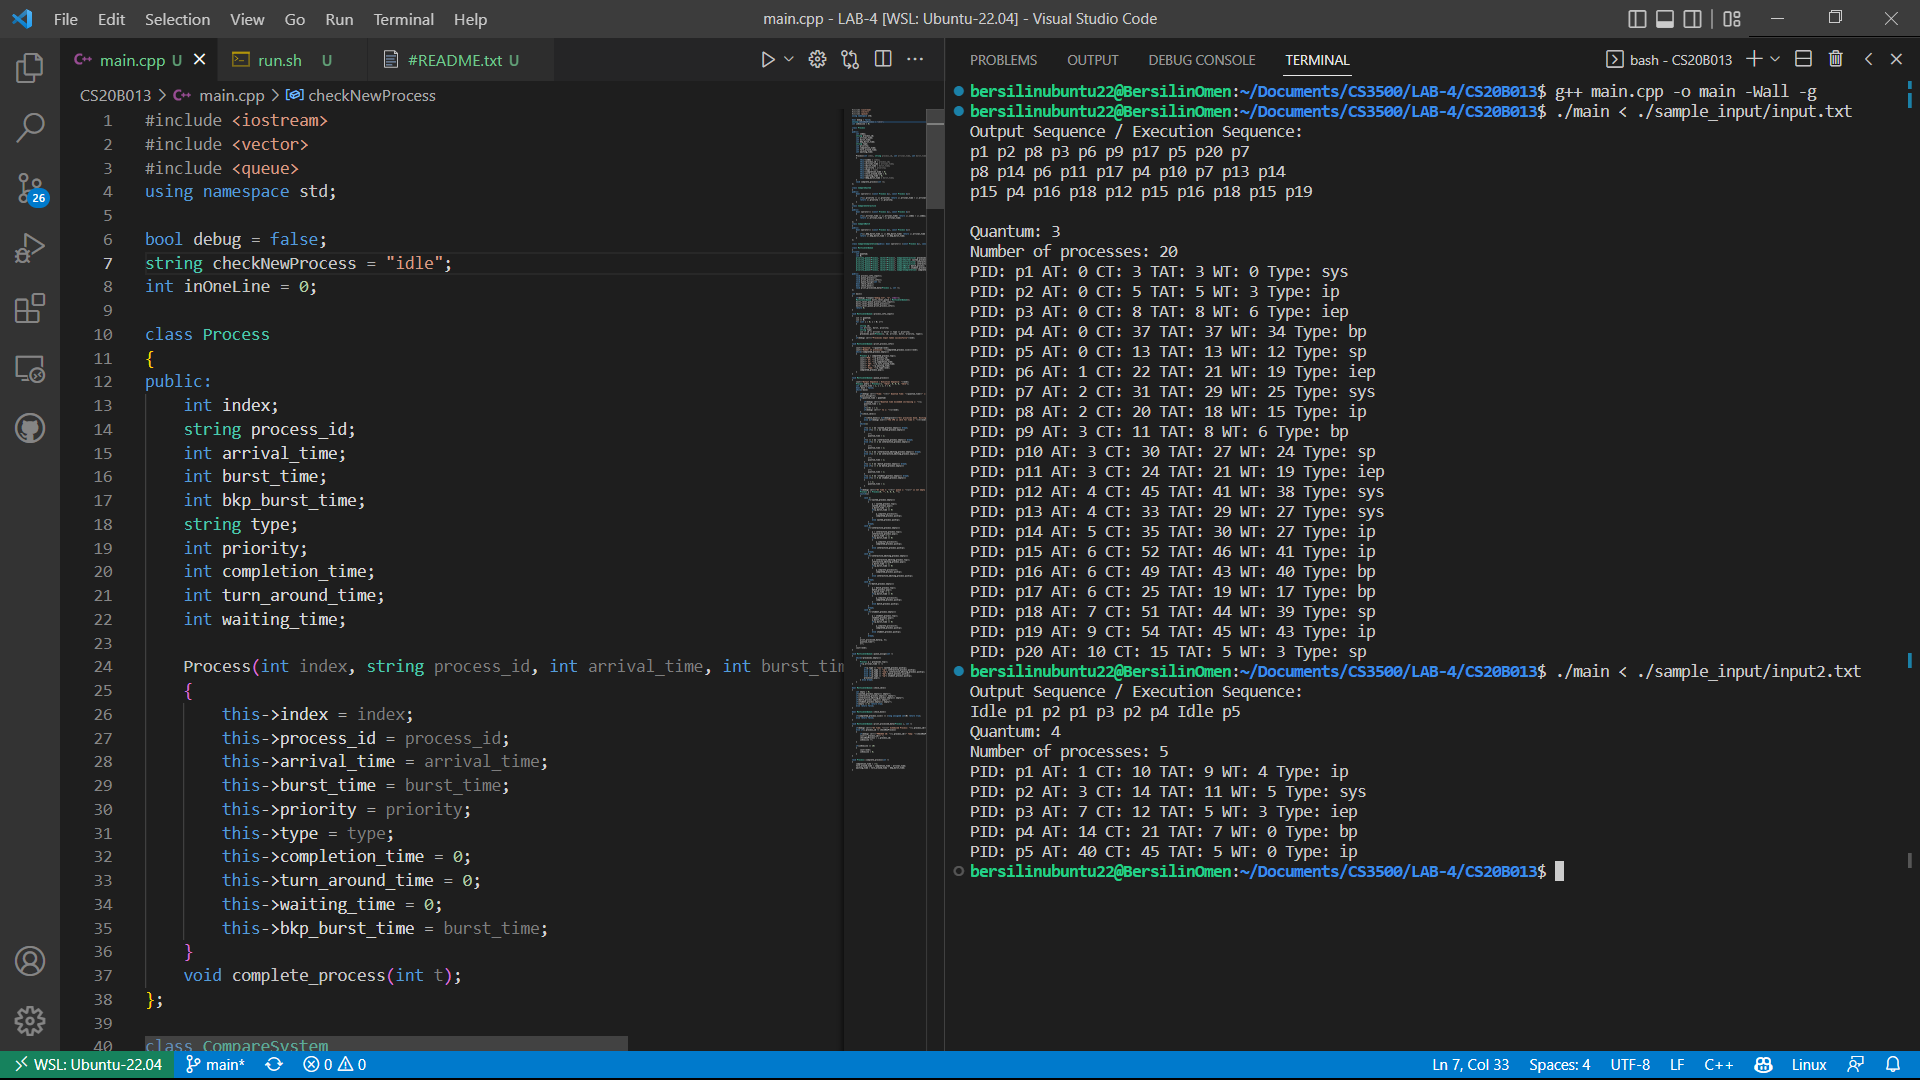 File Edit Selection View Go Run Terminal Help
main.cpp - LAB-4 [WSL: Ubuntu-22.04] - Visual Studio Code
main.cpp U
run.sh U
#README.txt U
CS20B013 > main.cpp > checkNewProcess
1 #include <iostream>
2 #include <vector>
3 #include <queue>
4 using namespace std;
5
6 bool debug = false;
7 string checkNewProcess = "idle";
8 int inOneLine = 0;
9
10 class Process
11 {
12 public:
13 int index;
14 string process_id;
15 int arrival_time;
16 int burst_time;
17 int bkp_burst_time;
18 string type;
19 int priority;
20 int completion_time;
21 int turn_around_time;
22 int waiting_time;
23
24 Process(int index, string process_id, int arrival_time, int burst_tim
25 {
26 this->index = index;
27 this->process_id = process_id;
28 this->arrival_time = arrival_time;
29 this->burst_time = burst_time;
30 this->priority = priority;
31 this->type = type;
32 this->completion_time = 0;
33 this->turn_around_time = 0;
34 this->waiting_time = 0;
35 this->bkp_burst_time = burst_time;
36 }
37 void complete_process(int t);
38 };
39
40 class CompareSystem
26
PROBLEMS OUTPUT DEBUG CONSOLE TERMINAL
bash - CS20B013
bersilinubuntu22@BersilinOmen:~/Documents/CS3500/LAB-4/CS20B013$ g++ main.cpp -o main -Wall -g
bersilinubuntu22@BersilinOmen:~/Documents/CS3500/LAB-4/CS20B013$ ./main < ./sample_input/input.txt
Output Sequence / Execution Sequence:
p1 p2 p8 p3 p6 p9 p17 p5 p20 p7
p8 p14 p6 p11 p17 p4 p10 p7 p13 p14
p15 p4 p16 p18 p12 p15 p16 p18 p15 p19
Quantum: 3
Number of processes: 20
PID: p1 AT: 0 CT: 3 TAT: 3 WT: 0 Type: sys
PID: p2 AT: 0 CT: 5 TAT: 5 WT: 3 Type: ip
PID: p3 AT: 0 CT: 8 TAT: 8 WT: 6 Type: iep
PID: p4 AT: 0 CT: 37 TAT: 37 WT: 34 Type: bp
PID: p5 AT: 0 CT: 13 TAT: 13 WT: 12 Type: sp
PID: p6 AT: 1 CT: 22 TAT: 21 WT: 19 Type: iep
PID: p7 AT: 2 CT: 31 TAT: 29 WT: 25 Type: sys
PID: p8 AT: 2 CT: 20 TAT: 18 WT: 15 Type: ip
PID: p9 AT: 3 CT: 11 TAT: 8 WT: 6 Type: bp
PID: p10 AT: 3 CT: 30 TAT: 27 WT: 24 Type: sp
PID: p11 AT: 3 CT: 24 TAT: 21 WT: 19 Type: iep
PID: p12 AT: 4 CT: 45 TAT: 41 WT: 38 Type: sys
PID: p13 AT: 4 CT: 33 TAT: 29 WT: 27 Type: sys
PID: p14 AT: 5 CT: 35 TAT: 30 WT: 27 Type: ip
PID: p15 AT: 6 CT: 52 TAT: 46 WT: 41 Type: ip
PID: p16 AT: 6 CT: 49 TAT: 43 WT: 40 Type: bp
PID: p17 AT: 6 CT: 25 TAT: 19 WT: 17 Type: bp
PID: p18 AT: 7 CT: 51 TAT: 44 WT: 39 Type: sp
PID: p19 AT: 9 CT: 54 TAT: 45 WT: 43 Type: ip
PID: p20 AT: 10 CT: 15 TAT: 5 WT: 3 Type: sp
bersilinubuntu22@BersilinOmen:~/Documents/CS3500/LAB-4/CS20B013$ ./main < ./sample_input/input2.txt
Output Sequence / Execution Sequence:
Idle p1 p2 p1 p3 p2 p4 Idle p5
Quantum: 4
Number of processes: 5
PID: p1 AT: 1 CT: 10 TAT: 9 WT: 4 Type: ip
PID: p2 AT: 3 CT: 14 TAT: 11 WT: 5 Type: sys
PID: p3 AT: 7 CT: 12 TAT: 5 WT: 3 Type: iep
PID: p4 AT: 14 CT: 21 TAT: 7 WT: 0 Type: bp
PID: p5 AT: 40 CT: 45 TAT: 5 WT: 0 Type: ip
bersilinubuntu22@BersilinOmen:~/Documents/CS3500/LAB-4/CS20B013$
WSL: Ubuntu-22.04 main* 0 0
Ln 7, Col 33 Spaces: 4 UTF-8 LF C++ Linux